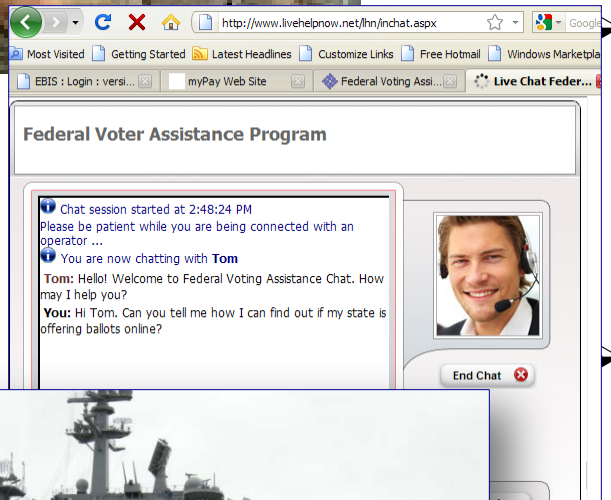 http://www.livehelpnow.net/lhn/inchat.aspx
Google
Most Visited Getting Started Latest Headlines Customize Links Free Hotmail Windows Marketpla
EBIS : Login : versi... myPay Web Site Federal Voting Assi... Live Chat Feder...
Federal Voter Assistance Program
Chat session started at 2:48:24 PM
Please be patient while you are being connected with an
operator ...
You are now chatting with Tom
Tom: Hello! Welcome to Federal Voting Assistance Chat. How
may I help you?
You: Hi Tom. Can you tell me how I can find out if my state is
offering ballots online?
End Chat